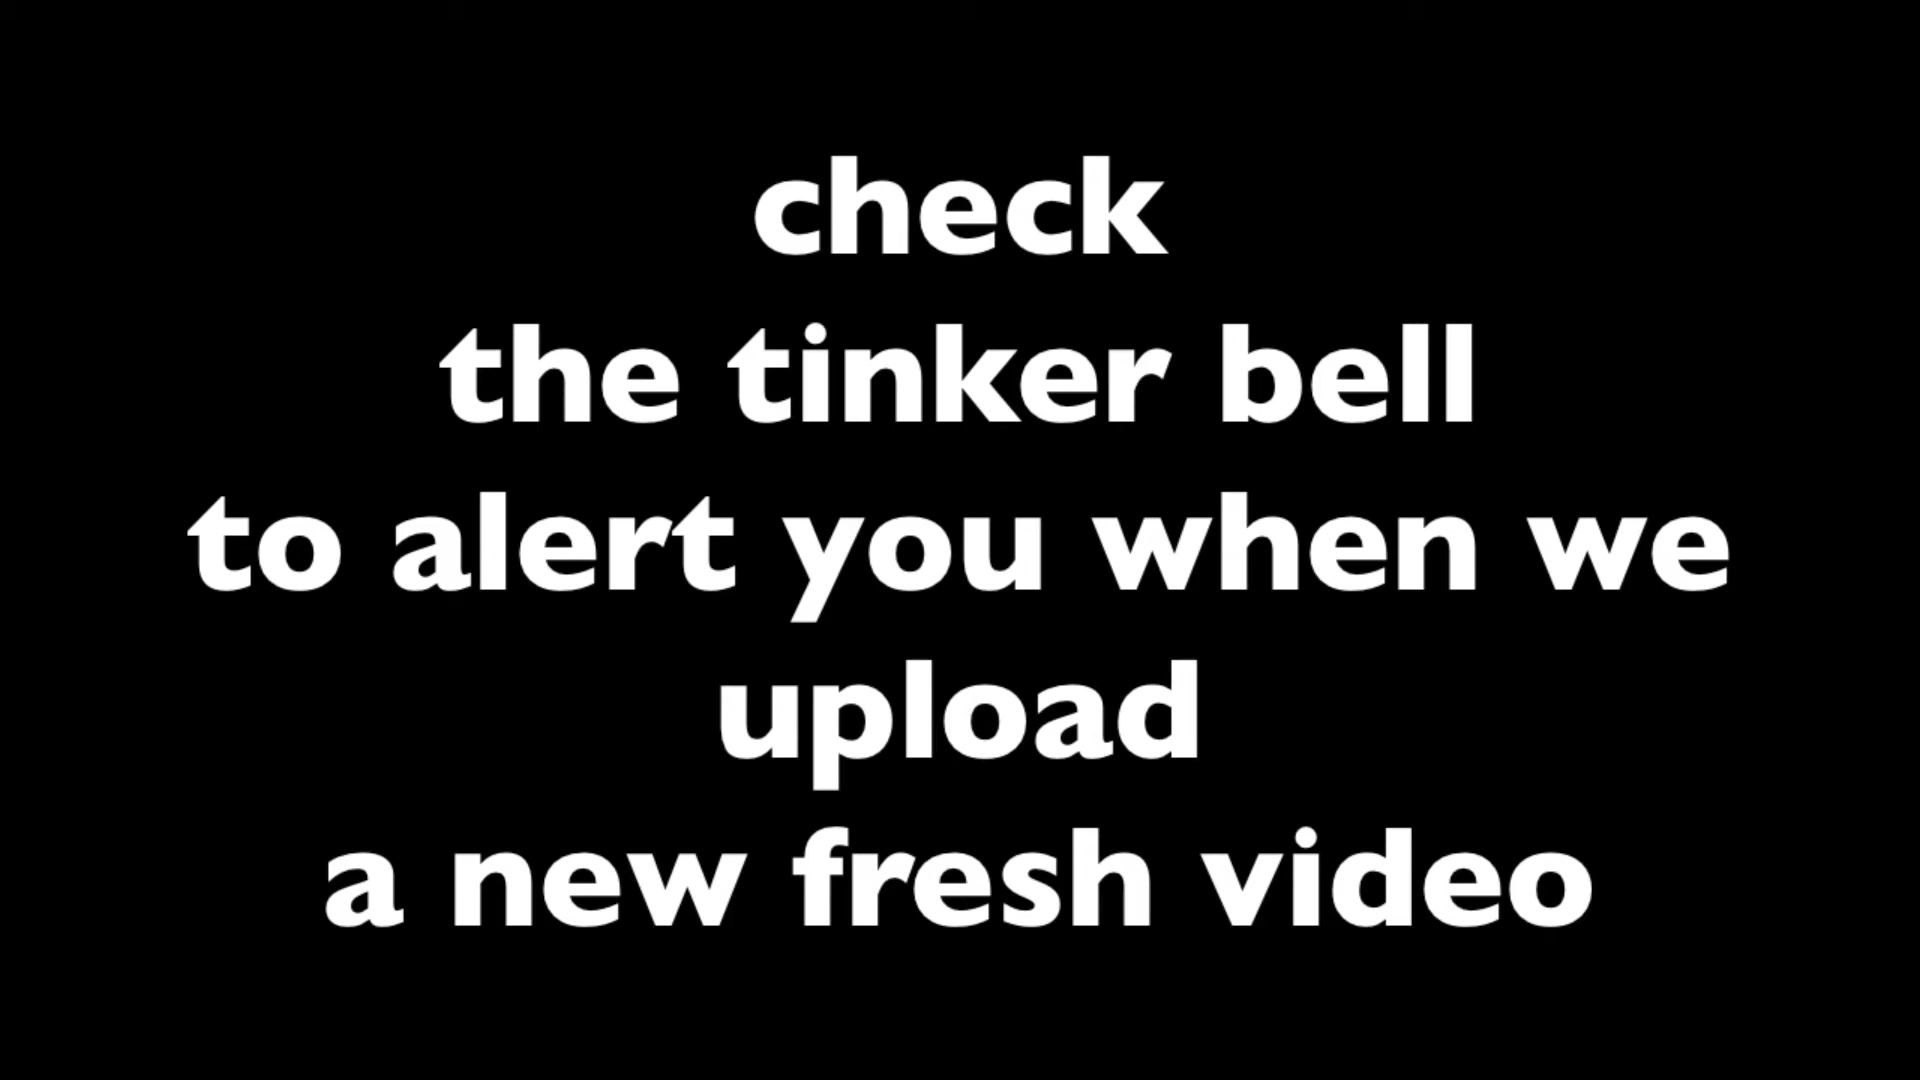 check
the tinker bell
to alert you when we
upload
a new fresh video